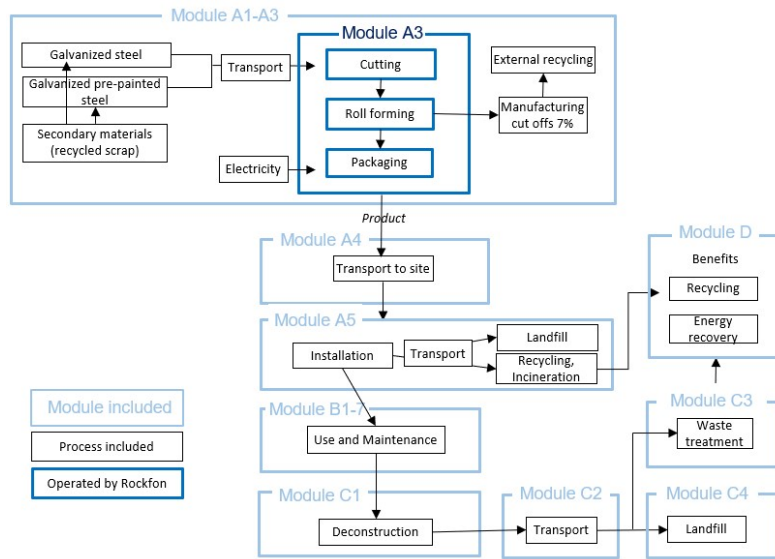 Module A1-A3
Module A3
Galvanized steel
Galvanized pre-painted
steel
Secondary materials
(recycled scrap)
Transport
Electricity
Cutting
Roll forming
Packaging
External recycling
Manufacturing
cut offs 7%
Product
Module A4
Transport to site
Module A5
Installation
Transport
Landfill
Recycling,
Incineration
Module D
Benefits
Recycling
Energy
recovery
Module B1-7
Use and Maintenance
Module C3
Waste
treatment
Module C1
Deconstruction
Module C2
Transport
Module C4
Landfill
Module included
Process included
Operated by Rockfon